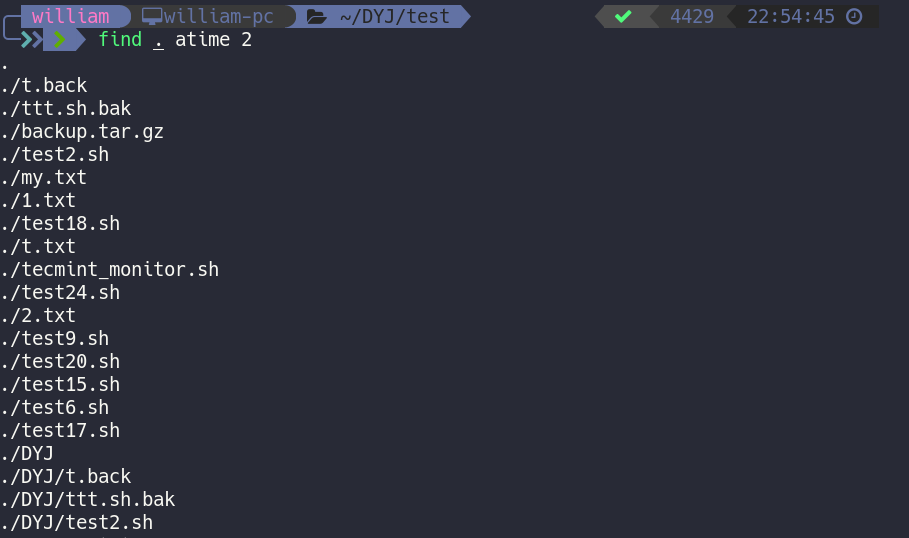 william william-pc ~/DYJ/test 4429 22:54:45
find . atime 2
.
./t.back
./ttt.sh.bak
./backup.tar.gz
./test2.sh
./my.txt
./1.txt
./test18.sh
./t.txt
./tecmint_monitor.sh
./test24.sh
./2.txt
./test9.sh
./test20.sh
./test15.sh
./test6.sh
./test17.sh
./DYJ
./DYJ/t.back
./DYJ/ttt.sh.bak
./DYJ/test2.sh